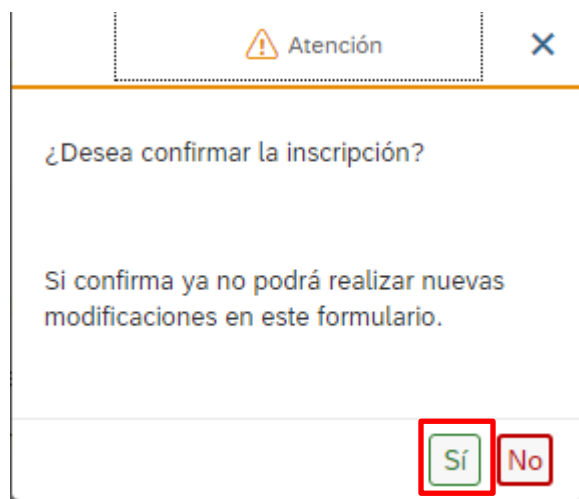 Atención
¿Desea confirmar la inscripción?
Si confirma ya no podrá realizar nuevas
modificaciones en este formulario.
Sí No